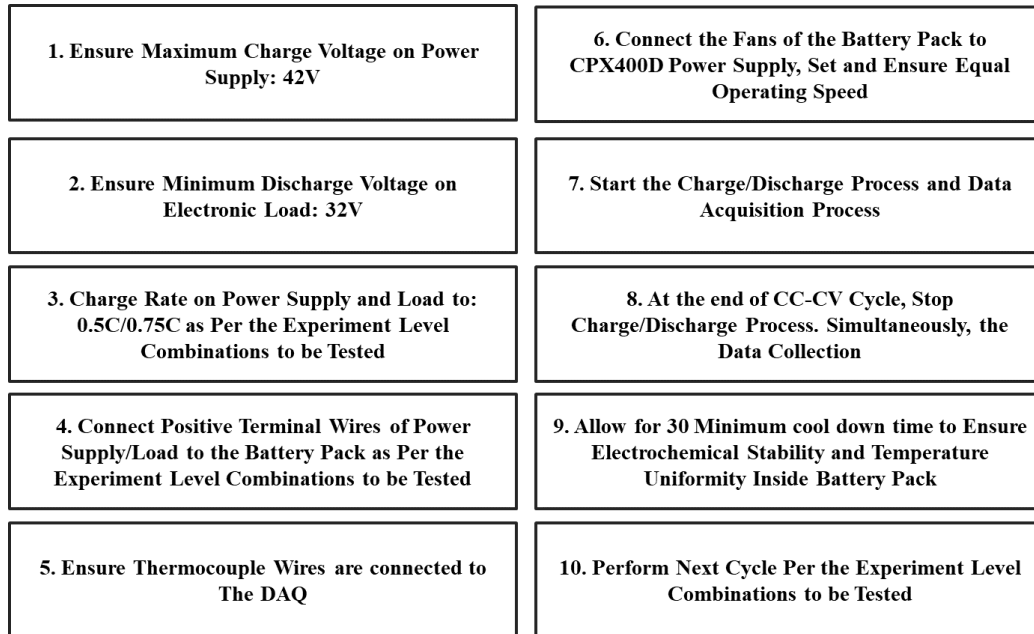 1. Ensure Maximum Charge Voltage on Power
Supply: 42V
2. Ensure Minimum Discharge Voltage on
Electronic Load: 32V
3. Charge Rate on Power Supply and Load to:
0.5C/0.75C as Per the Experiment Level
Combinations to be Tested
4. Connect Positive Terminal Wires of Power
Supply/Load to the Battery Pack as Per the
Experiment Level Combinations to be Tested
5. Ensure Thermocouple Wires are connected to
The DAQ
6. Connect the Fans of the Battery Pack to
CPX400D Power Supply, Set and Ensure Equal
Operating Speed
7. Start the Charge/Discharge Process and Data
Acquisition Process
8. At the end of CC-CV Cycle, Stop
Charge/Discharge Process. Simultaneously, the
Data Collection
9. Allow for 30 Minimum cool down time to Ensure
Electrochemical Stability and Temperature
Uniformity Inside Battery Pack
10. Perform Next Cycle Per the Experiment Level
Combinations to be Tested